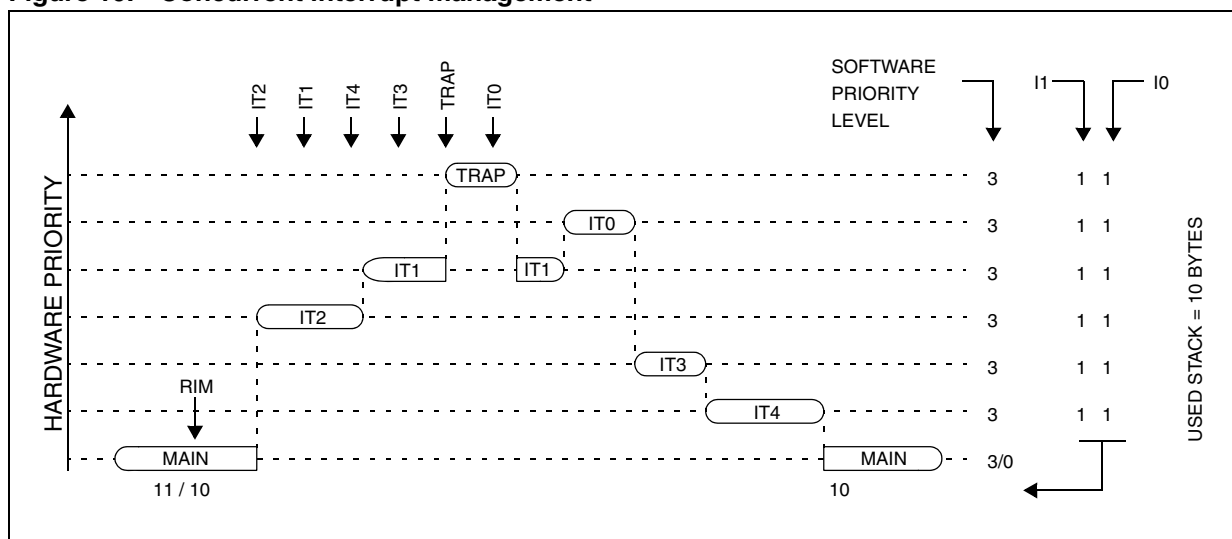 Concurrent interrupt management
IT2
IT1
IT4
IT3
TRAP
IT0
SOFTWARE
PRIORITY
LEVEL
I1
I0
HARDWARE PRIORITY
TRAP
3
1 1
IT0
3
1 1
IT1
IT1
3
1 1
IT2
3
1 1
IT3
3
1 1
RIM
IT4
3
1 1
MAIN
MAIN
3/0
11 / 10
10
USED STACK = 10 BYTES